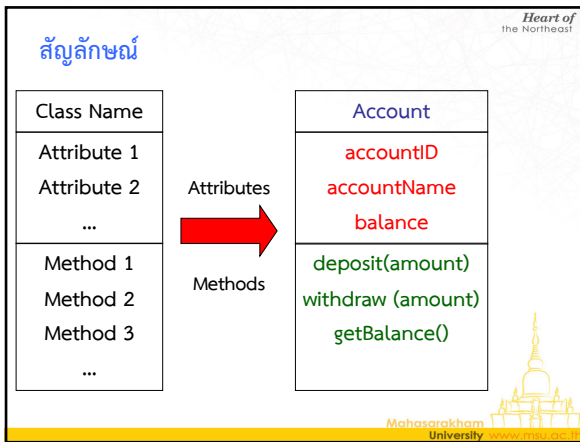 Heart of
the Northeast
สัญลักษณ์
Class Name
Attribute 1
Attribute 2
...
Method 1
Method 2
Method 3
...
Attributes
Methods
Account
accountID
accountName
balance
deposit(amount)
withdraw (amount)
getBalance()
Mahasarakham
University www.msu.ac.th